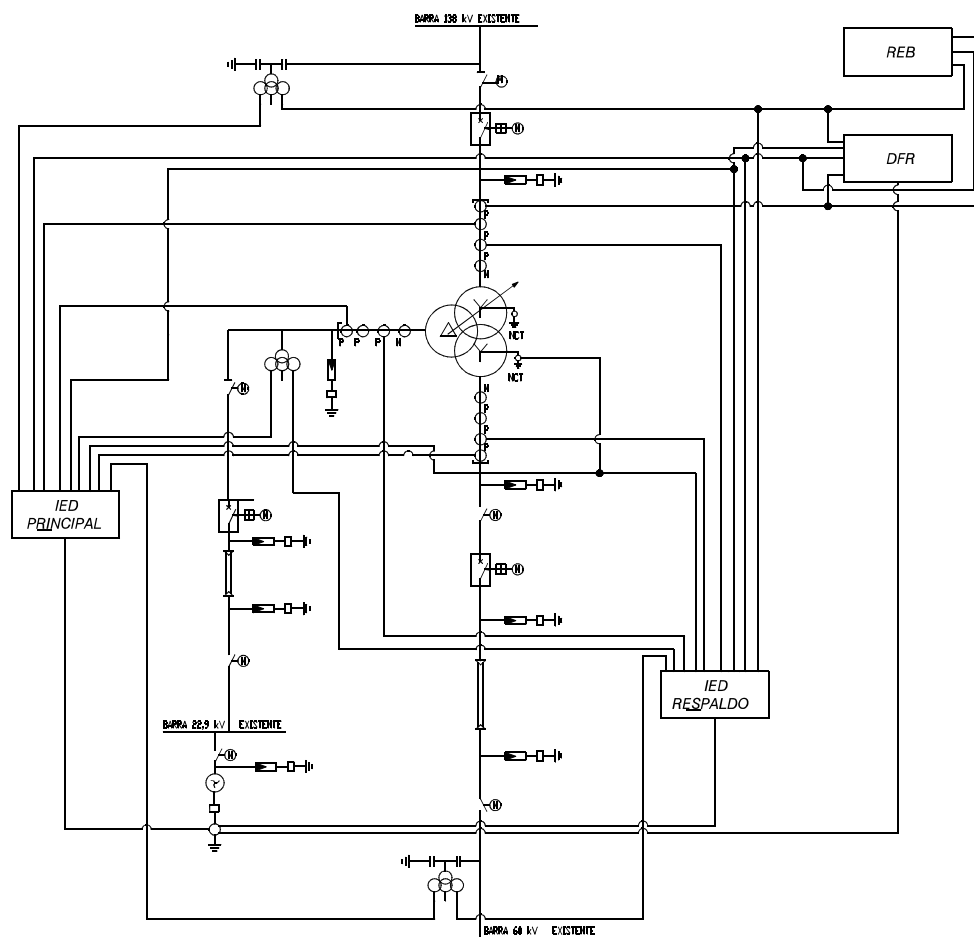 BARRA 138 kV EXISTENTE
REB
M
M
DFR
P
P
P
N
NCT
P P P N
NCT
M
N
P
P
P
IED
PRINCIPAL
M
M
M
M
IED
RESPALDO
BARRA 22,9 kV EXISTENTE
M
M
BARRA 60 kV EXISTENTE